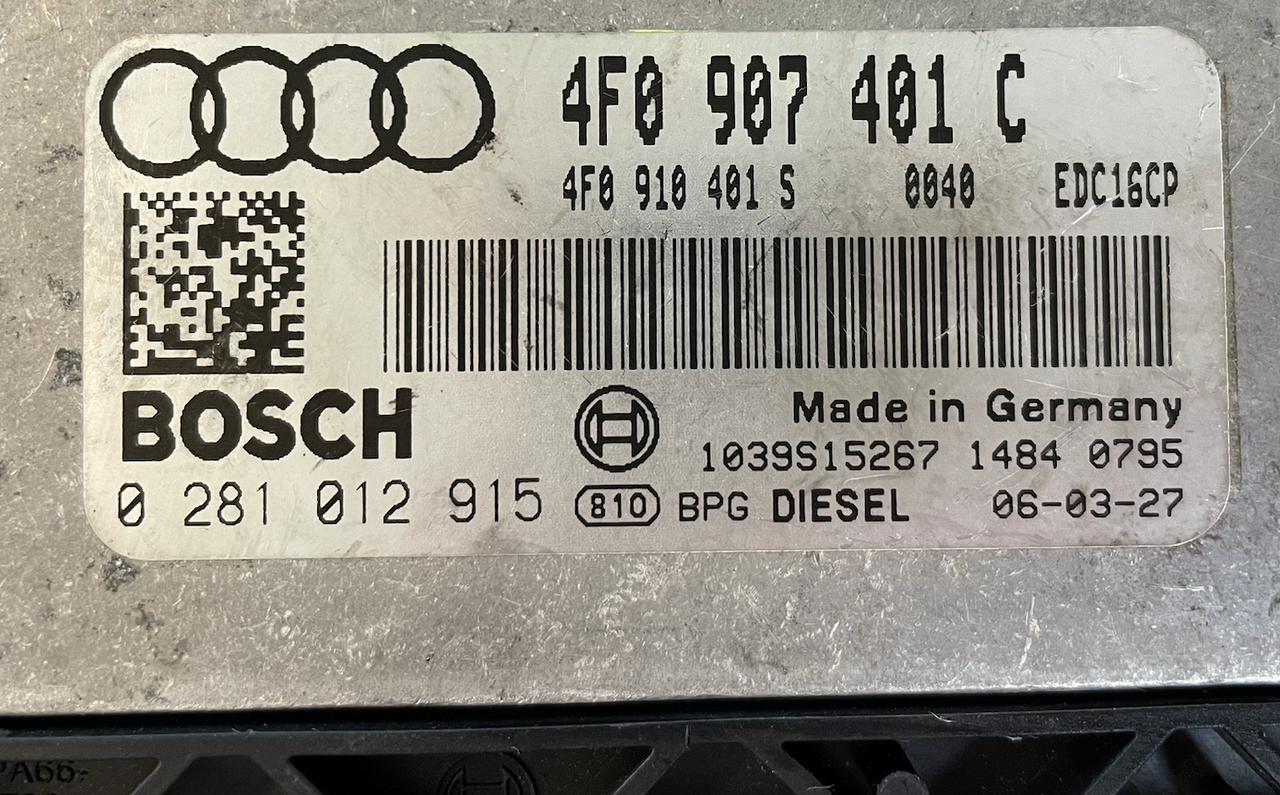 4F0 907 401 C
4F0 910 401 S 0040 EDC16CP
BOSCH
Made in Germany
1039S15267 1484 0795
0 281 012 915 810 BPG DIESEL 06-03-27
PA66-